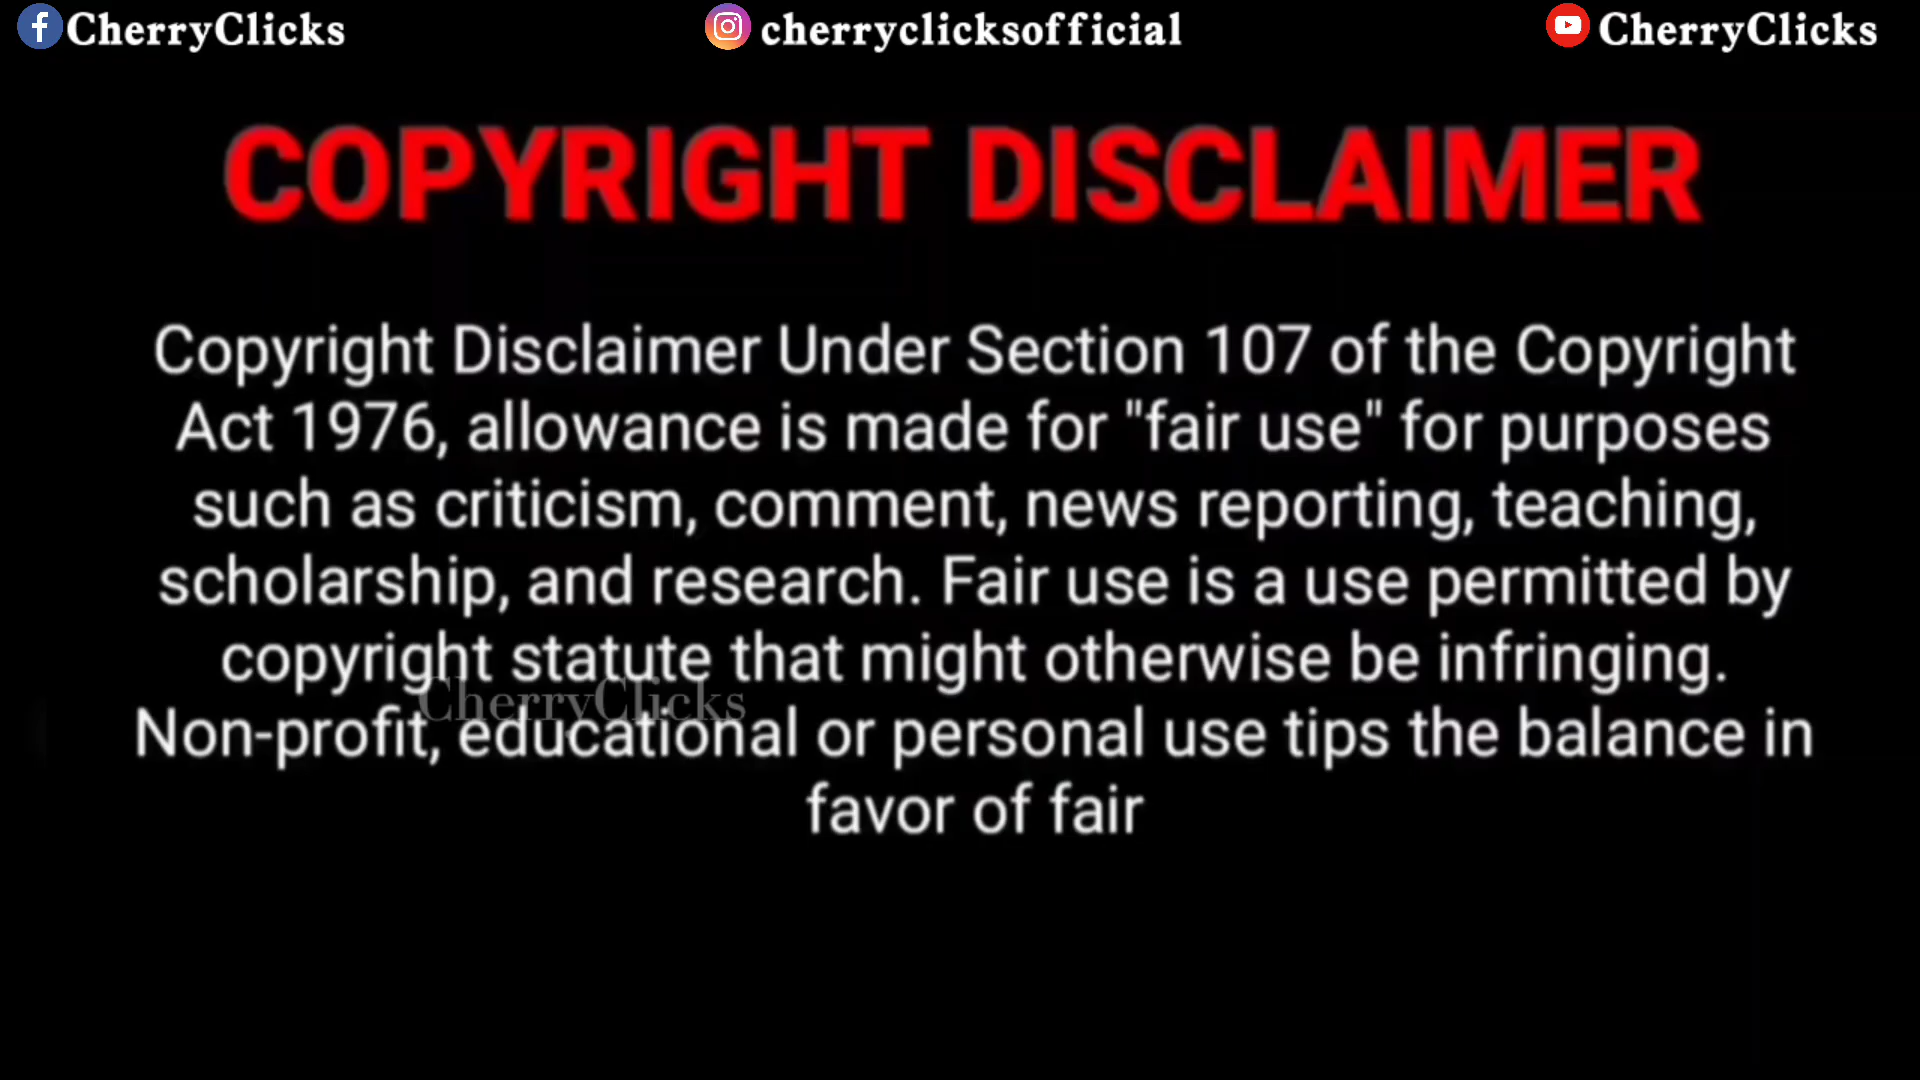 CherryClicks cherryclicksofficial CherryClicks
COPYRIGHT DISCLAIMER
Copyright Disclaimer Under Section 107 of the Copyright
Act 1976, allowance is made for "fair use" for purposes
such as criticism, comment, news reporting, teaching,
scholarship, and research. Fair use is a use permitted by
copyright statute that might otherwise be infringing.
CherryClicks
Non-profit, educational or personal use tips the balance in
favor of fair